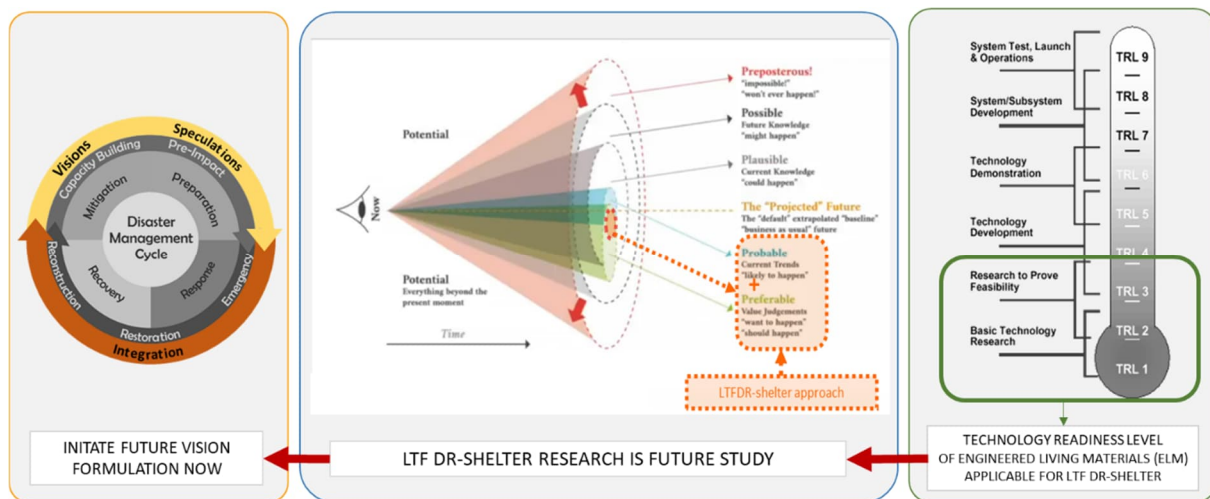 Visions
Speculations
Capacity Building
Pre-Impact
Mitigation
Preparation
Disaster
Management
Cycle
Reconstruction
Recovery
Response
Emergency
Restoration
Integration
INITATE FUTURE VISION
FORMULATION NOW
Potential
Now
Potential
Everything beyond the
present moment
Time
Preposterous!
"impossible!"
"won't ever happen!"
Possible
Future Knowledge
"might happen"
Plausible
Current Knowledge
"could happen"
The "Projected" Future
The "default" extrapolated "baseline"
"business as usual" future
Probable
Current Trends
"likely to happen"
+
Preferable
Value Judgements
"want to happen"
"should happen"
LTFDR-shelter approach
LTF DR-SHELTER RESEARCH IS FUTURE STUDY
System Test, Launch
& Operations
System/Subsystem
Development
Technology
Demonstration
Technology
Development
Research to Prove
Feasibility
Basic Technology
Research
TRL 9
TRL 8
TRL 7
TRL 6
TRL 5
TRL 4
TRL 3
TRL 2
TRL 1
TECHNOLOGY READINESS LEVEL
OF ENGINEERED LIVING MATERIALS (ELM)
APPLICABLE FOR LTF DR-SHELTER